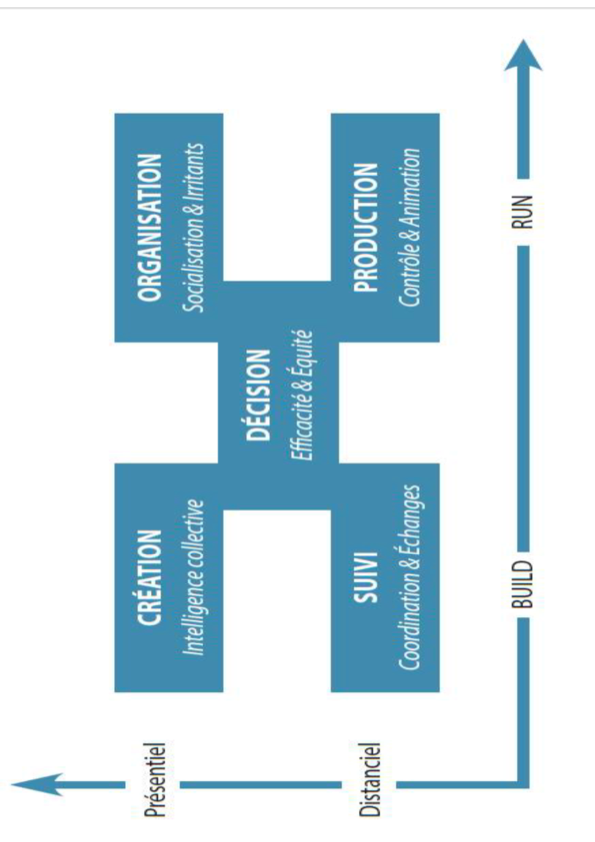 Présentiel
CRÉATION
Intelligence collective
ORGANISATION
Socialisation & Irritants
DÉCISION
Efficacité & Équité
Distanciel
SUIVI
Coordination & Échanges
PRODUCTION
Contrôle & Animation
BUILD
RUN